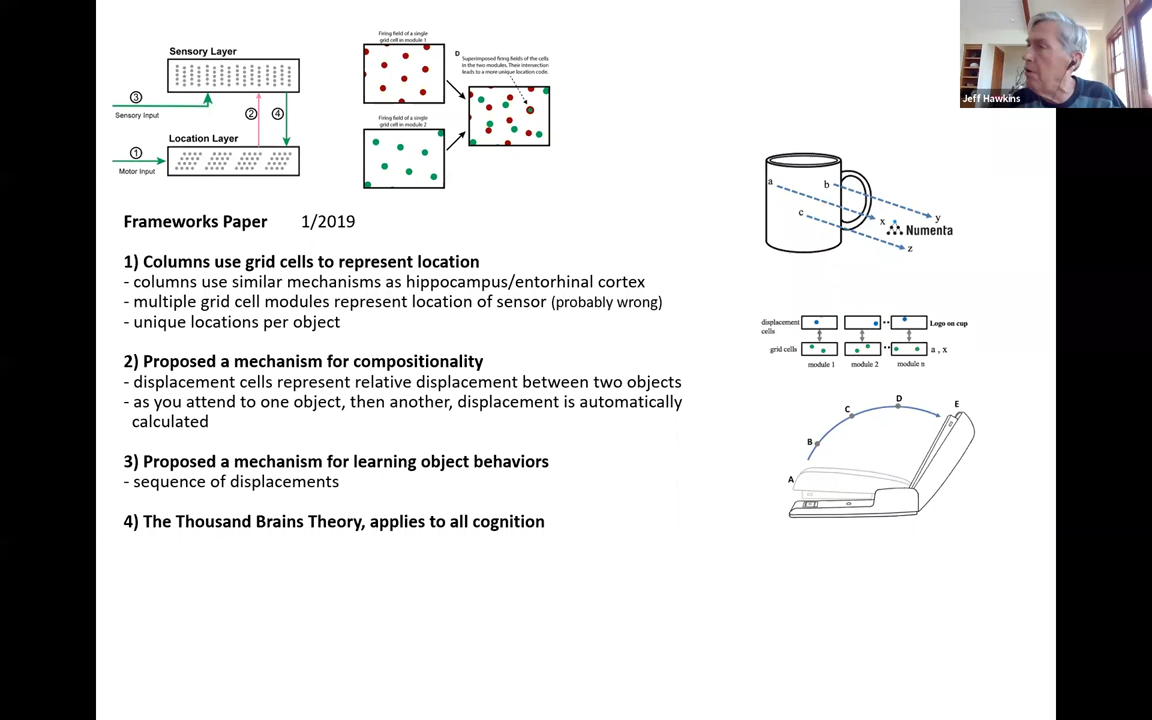 Sensory Layer
③
Sensory Input
② ④
Location Layer
①
Motor Input
Firing field of a single
grid cell in module 1
Firing field of a single
grid cell in module 2
D
Superimposed firing fields of the cells
in the two modules. Their intersection
leads to a more unique location code.
Jeff Hawkins
Frameworks Paper 1/2019
1) Columns use grid cells to represent location
- columns use similar mechanisms as hippocampus/entorhinal cortex
- multiple grid cell modules represent location of sensor (probably wrong)
- unique locations per object
2) Proposed a mechanism for compositionality
- displacement cells represent relative displacement between two objects
- as you attend to one object, then another, displacement is automatically
calculated
3) Proposed a mechanism for learning object behaviors
- sequence of displacements
4) The Thousand Brains Theory, applies to all cognition
a
b
c
x
y
z
Numenta
displacement
cells
Logo on cup
grid cells
a , x
module 1 module 2 module n
A
B
C
D
E